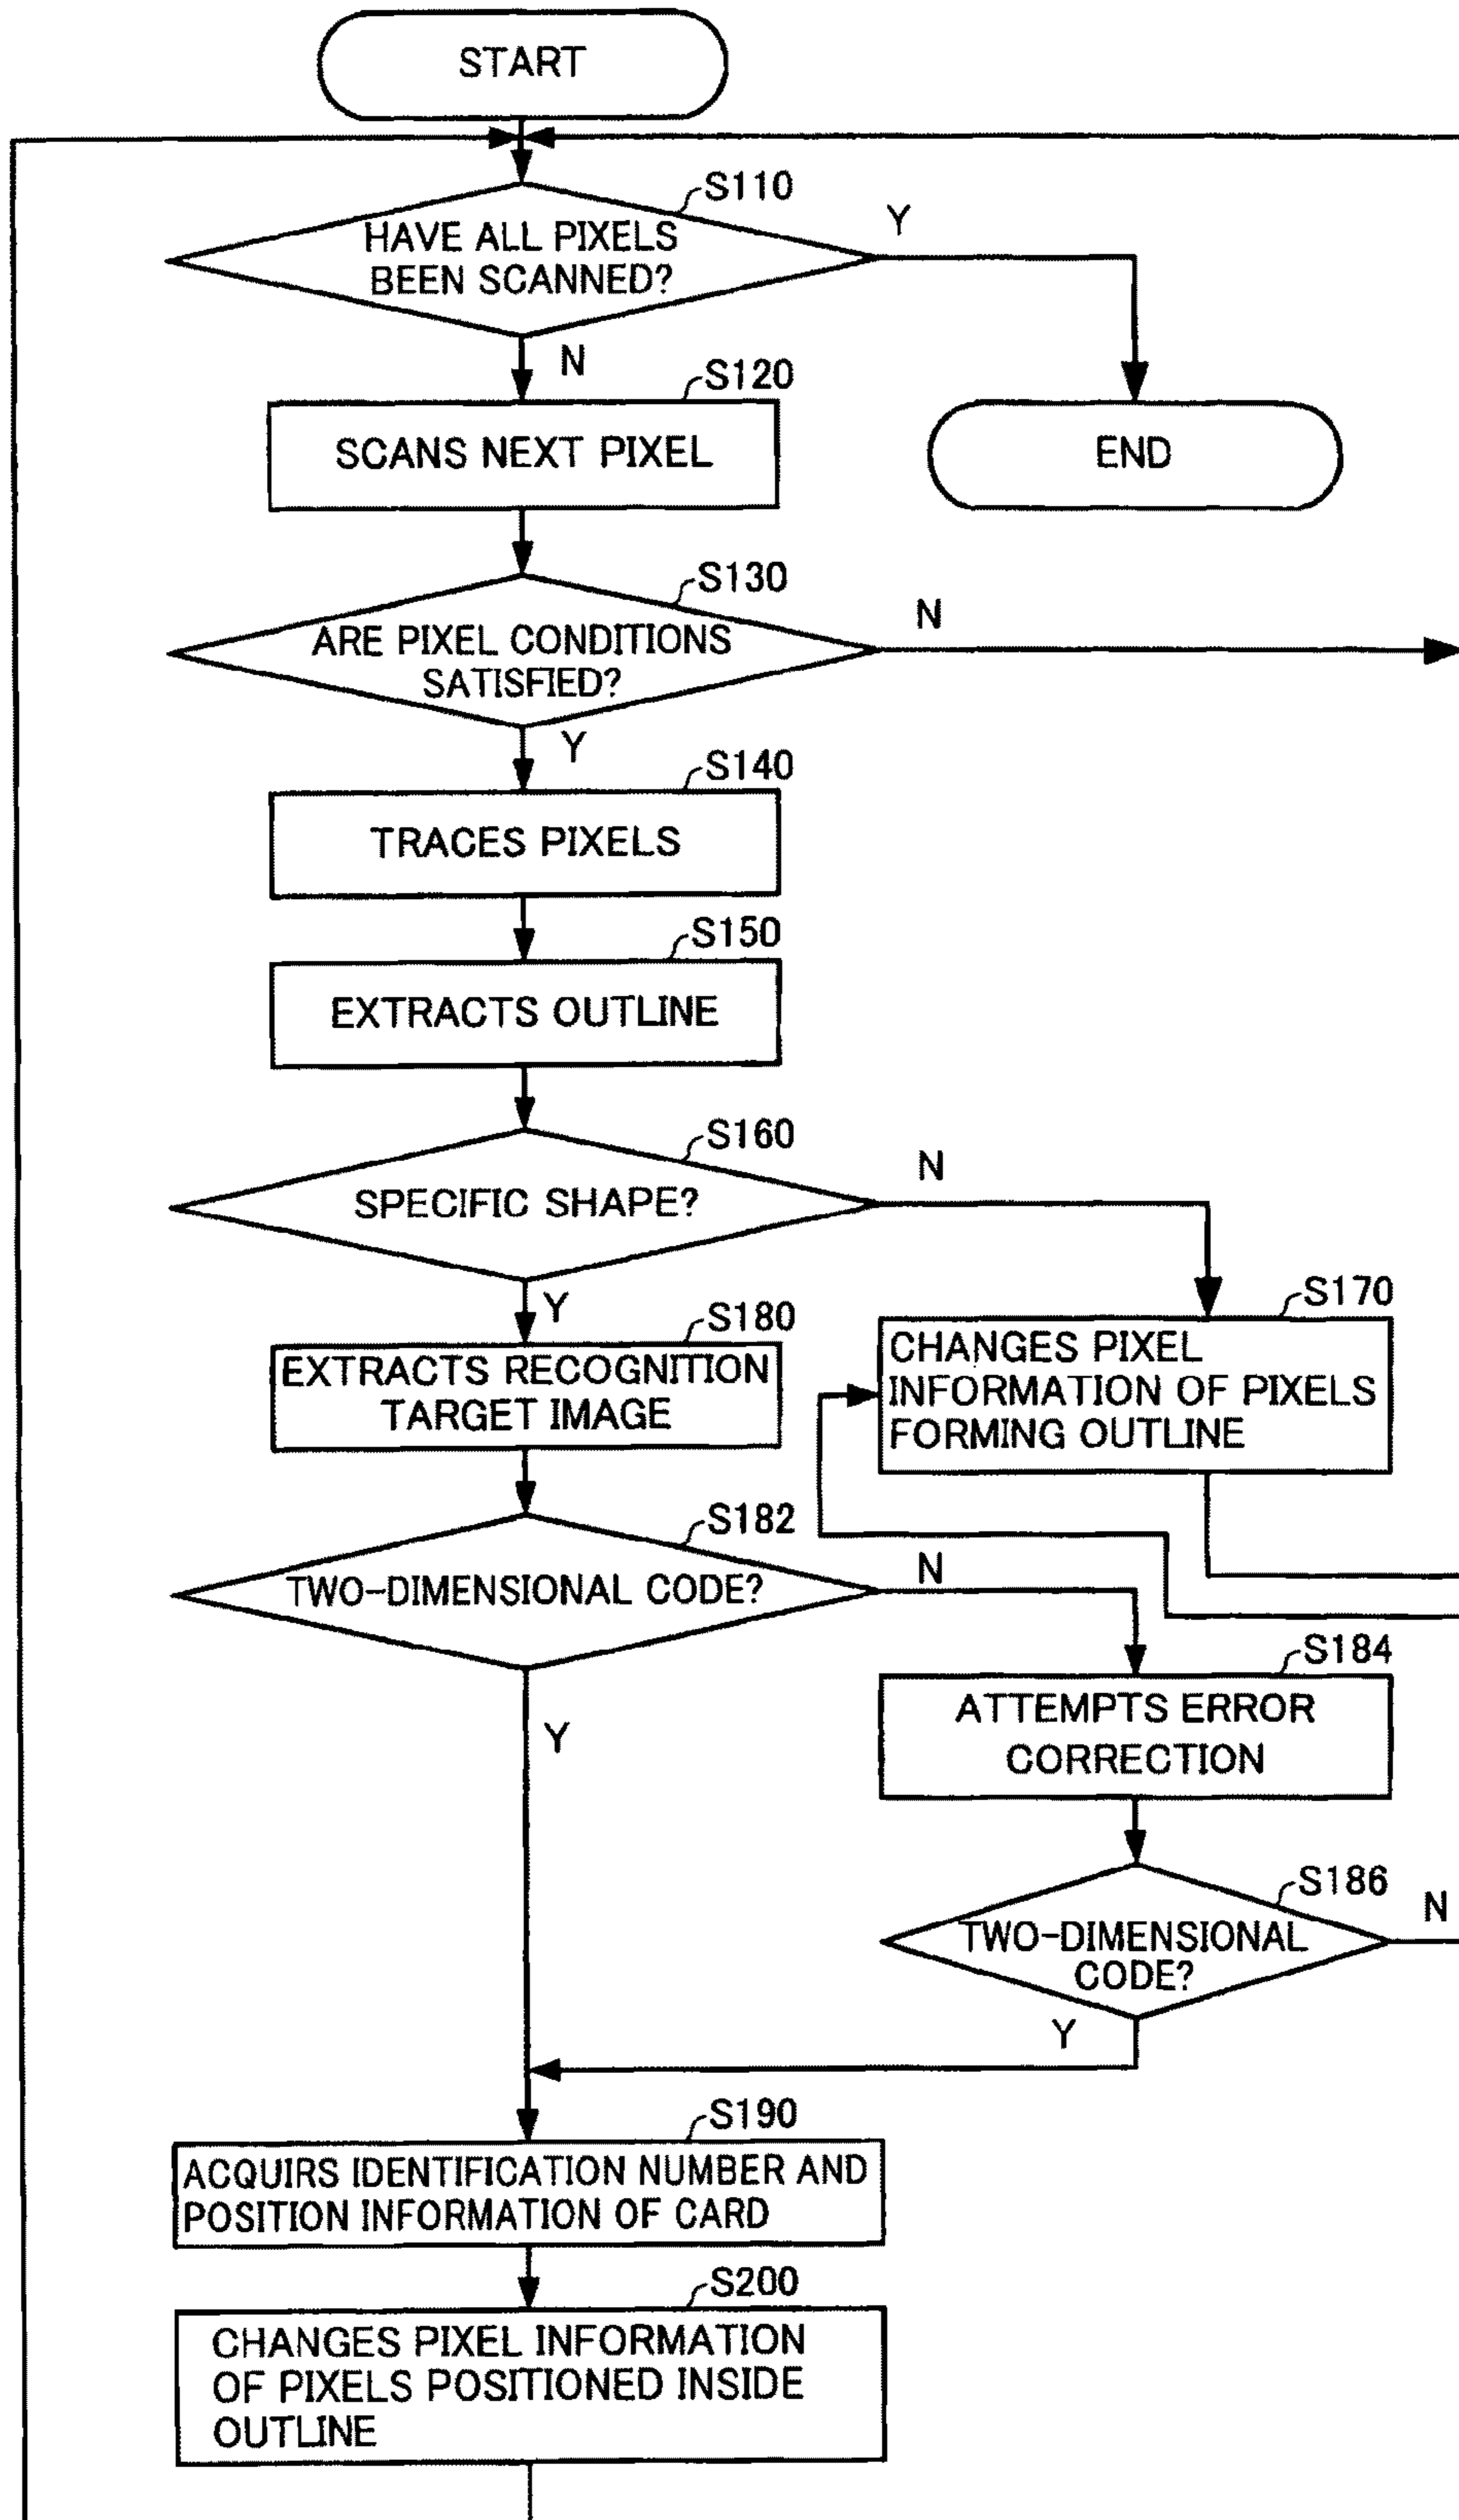 START
S110
HAVE ALL PIXELS
BEEN SCANNED?
Y
N
S120
SCANS NEXT PIXEL
END
S130
ARE PIXEL CONDITIONS
SATISFIED?
N
Y
S140
TRACES PIXELS
S150
EXTRACTS OUTLINE
S160
SPECIFIC SHAPE?
N
Y
S180
EXTRACTS RECOGNITION
TARGET IMAGE
S170
CHANGES PIXEL
INFORMATION OF PIXELS
FORMING OUTLINE
S182
TWO-DIMENSIONAL CODE?
N
Y
S184
ATTEMPTS ERROR
CORRECTION
S186
TWO-DIMENSIONAL
CODE?
N
Y
S190
ACQUIRS IDENTIFICATION NUMBER AND
POSITION INFORMATION OF CARD
S200
CHANGES PIXEL INFORMATION
OF PIXELS POSITIONED INSIDE
OUTLINE